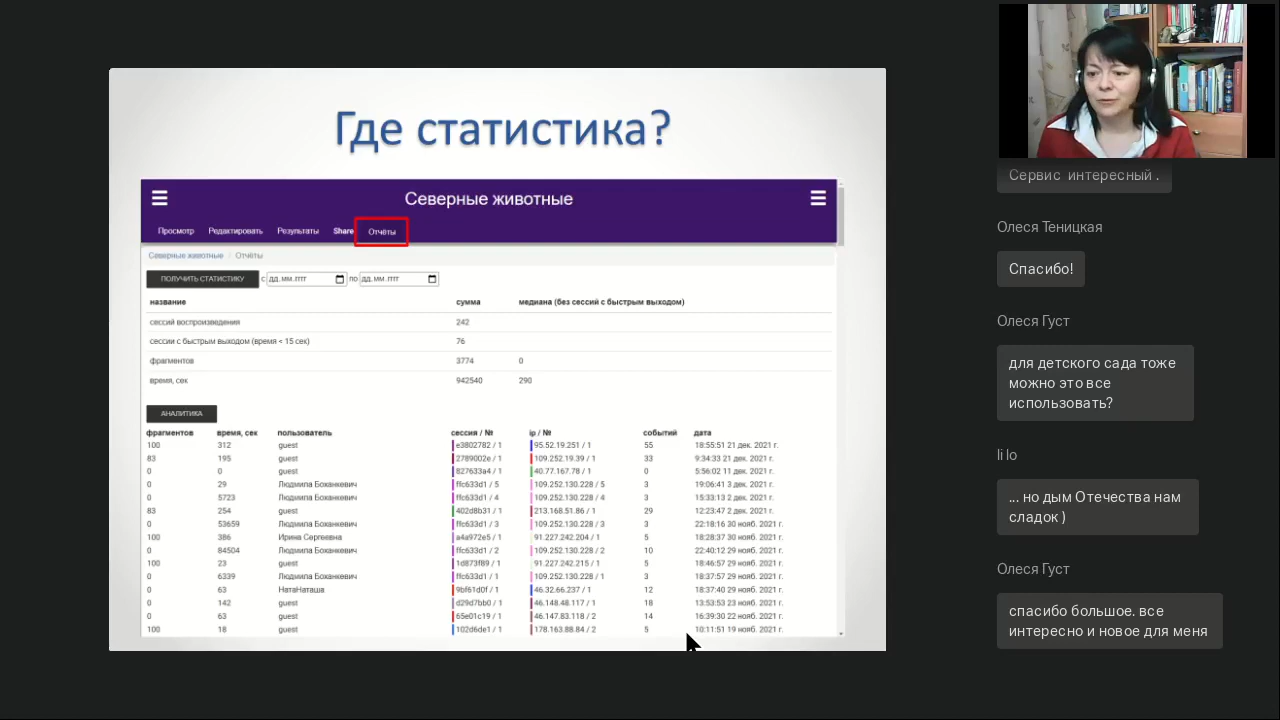 Где статистика?
Северные животные
Просмотр Редактировать Результаты Share Отчёты
Северные животные / Отчёты
ПОЛУЧИТЬ СТАТИСТИКУ с дд.мм.гггг по дд.мм.гггг
название сумма медиана (без сессий с быстрым выходом)
сессий воспроизведения 242
сессии с быстрым выходом (время < 15 сек) 76
фрагментов 3774 0
время, сек 942540 290
АНАЛИТИКА
фрагментов время, сек пользователь сессия / № ip / № событий дата
100 312 guest e3802782 / 1 95.52.19.251 / 1 55 18:55:51 21 дек. 2021 г.
83 195 guest 2789002e / 1 109.252.19.39 / 1 33 9:34:33 21 дек. 2021 г.
0 0 guest 827633a4 / 1 40.77.167.78 / 1 0 5:56:02 11 дек. 2021 г.
0 29 Людмила Боханкевич ffc633d1 / 5 109.252.130.228 / 5 3 19:06:41 3 дек. 2021 г.
0 5723 Людмила Боханкевич ffc633d1 / 4 109.252.130.228 / 4 3 15:33:13 2 дек. 2021 г.
83 254 guest 402d8b31 / 1 213.168.51.86 / 1 29 12:23:47 2 дек. 2021 г.
0 53659 Людмила Боханкевич ffc633d1 / 3 109.252.130.228 / 3 3 22:18:16 30 нояб. 2021 г.
100 386 Ирина Сергеевна a4a972e5 / 1 91.227.242.204 / 1 5 18:28:37 30 нояб. 2021 г.
0 84504 Людмила Боханкевич ffc633d1 / 2 109.252.130.228 / 2 10 22:40:12 29 нояб. 2021 г.
100 23 guest 1d873f89 / 1 91.227.242.215 / 1 5 18:46:57 29 нояб. 2021 г.
0 6339 Людмила Боханкевич ffc633d1 / 1 109.252.130.228 / 1 3 18:37:57 29 нояб. 2021 г.
0 63 НатаНаташа 9bf61d0f / 1 46.32.66.237 / 1 12 18:37:40 29 нояб. 2021 г.
0 142 guest d29d7bb0 / 1 46.148.48.117 / 1 18 13:53:53 23 нояб. 2021 г.
0 63 guest 65e01c19 / 1 46.147.83.118 / 2 14 16:39:30 22 нояб. 2021 г.
100 18 guest 102d6de1 / 1 178.163.88.84 / 2 5 10:11:51 19 нояб. 2021 г.
Сервис интересный .
Олеся Теницкая
Спасибо!
Олеся Густ
для детского сада тоже
можно это все
использовать?
li lo
... но дым Отечества нам
сладок )
Олеся Густ
спасибо большое. все
интересно и новое для меня